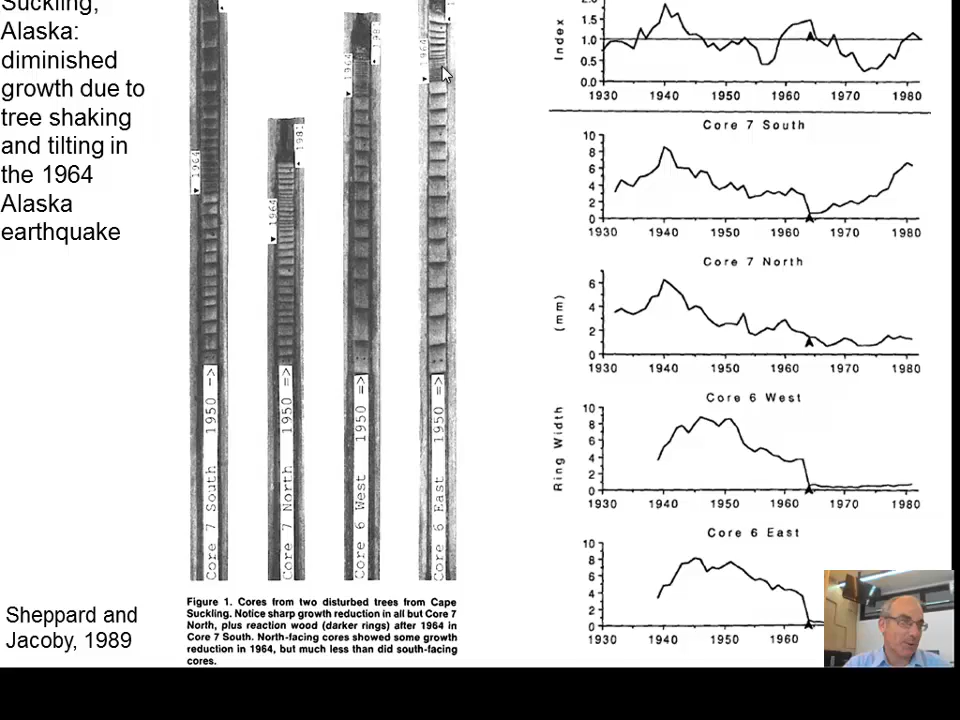 Suckling,
Alaska:
diminished
growth due to
tree shaking
and tilting in
the 1964
Alaska
earthquake
Sheppard and
Jacoby, 1989
1964
Core 7 South 1950 =>
1981
1964
Core 7 North 1950 =>
1981
1964
Core 6 West 1950 =>
1964
Core 6 East 1950 =>
Figure 1. Cores from two disturbed trees from Cape
Suckling. Notice sharp growth reduction in all but Core 7
North, plus reaction wood (darker rings) after 1964 in
Core 7 South. North-facing cores showed some growth
reduction in 1964, but much less than did south-facing
cores.
Index
2.0
1.5
1.0
0.5
0.0
1930 1940 1950 1960 1970 1980
Core 7 South
10
8
6
4
2
0
1930 1940 1950 1960 1970 1980
Core 7 North
(mm)
6
4
2
0
1930 1940 1950 1960 1970 1980
Core 6 West
Ring Width
10
8
6
4
2
0
1930 1940 1950 1960 1970 1980
Core 6 East
10
8
6
4
2
0
1930 1940 1950 1960